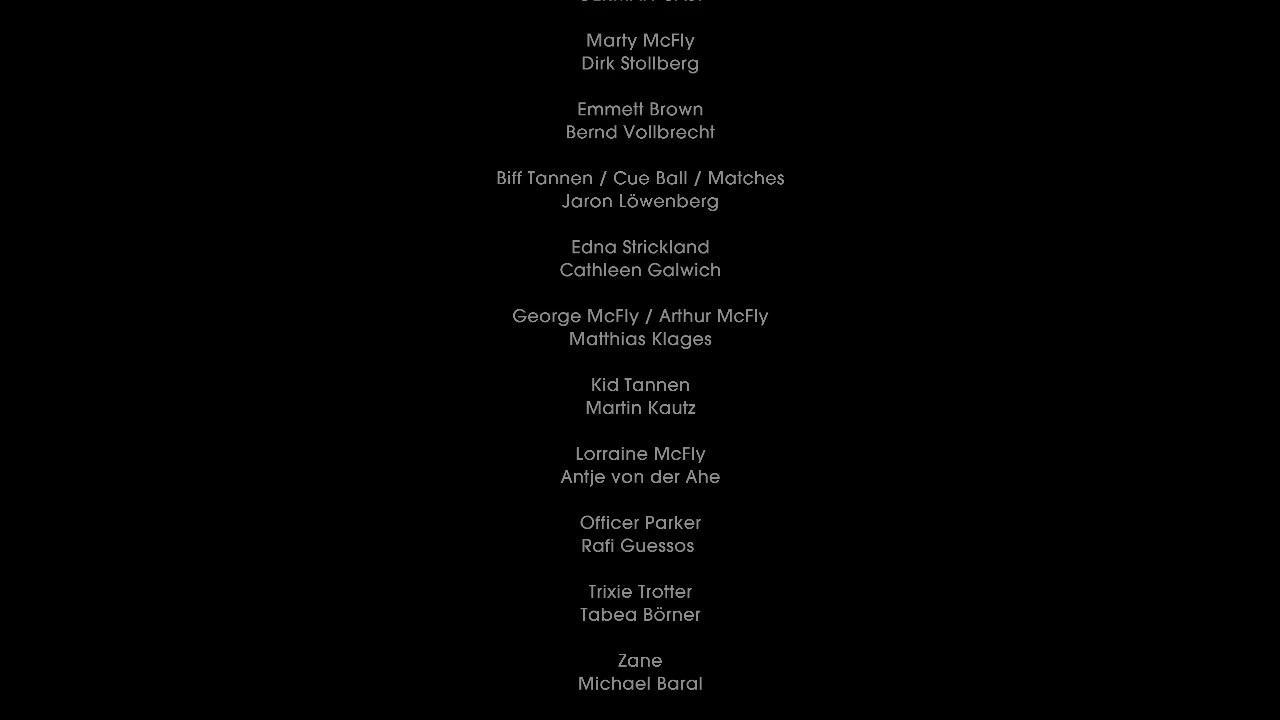 Marty McFly
Dirk Stollberg
Emmett Brown
Bernd Vollbrecht
Biff Tannen / Cue Ball / Matches
Jaron Löwenberg
Edna Strickland
Cathleen Galwich
George McFly / Arthur McFly
Matthias Klages
Kid Tannen
Martin Kautz
Lorraine McFly
Antje von der Ahe
Officer Parker
Rafi Guessos
Trixie Trotter
Tabea Börner
Zane
Michael Baral